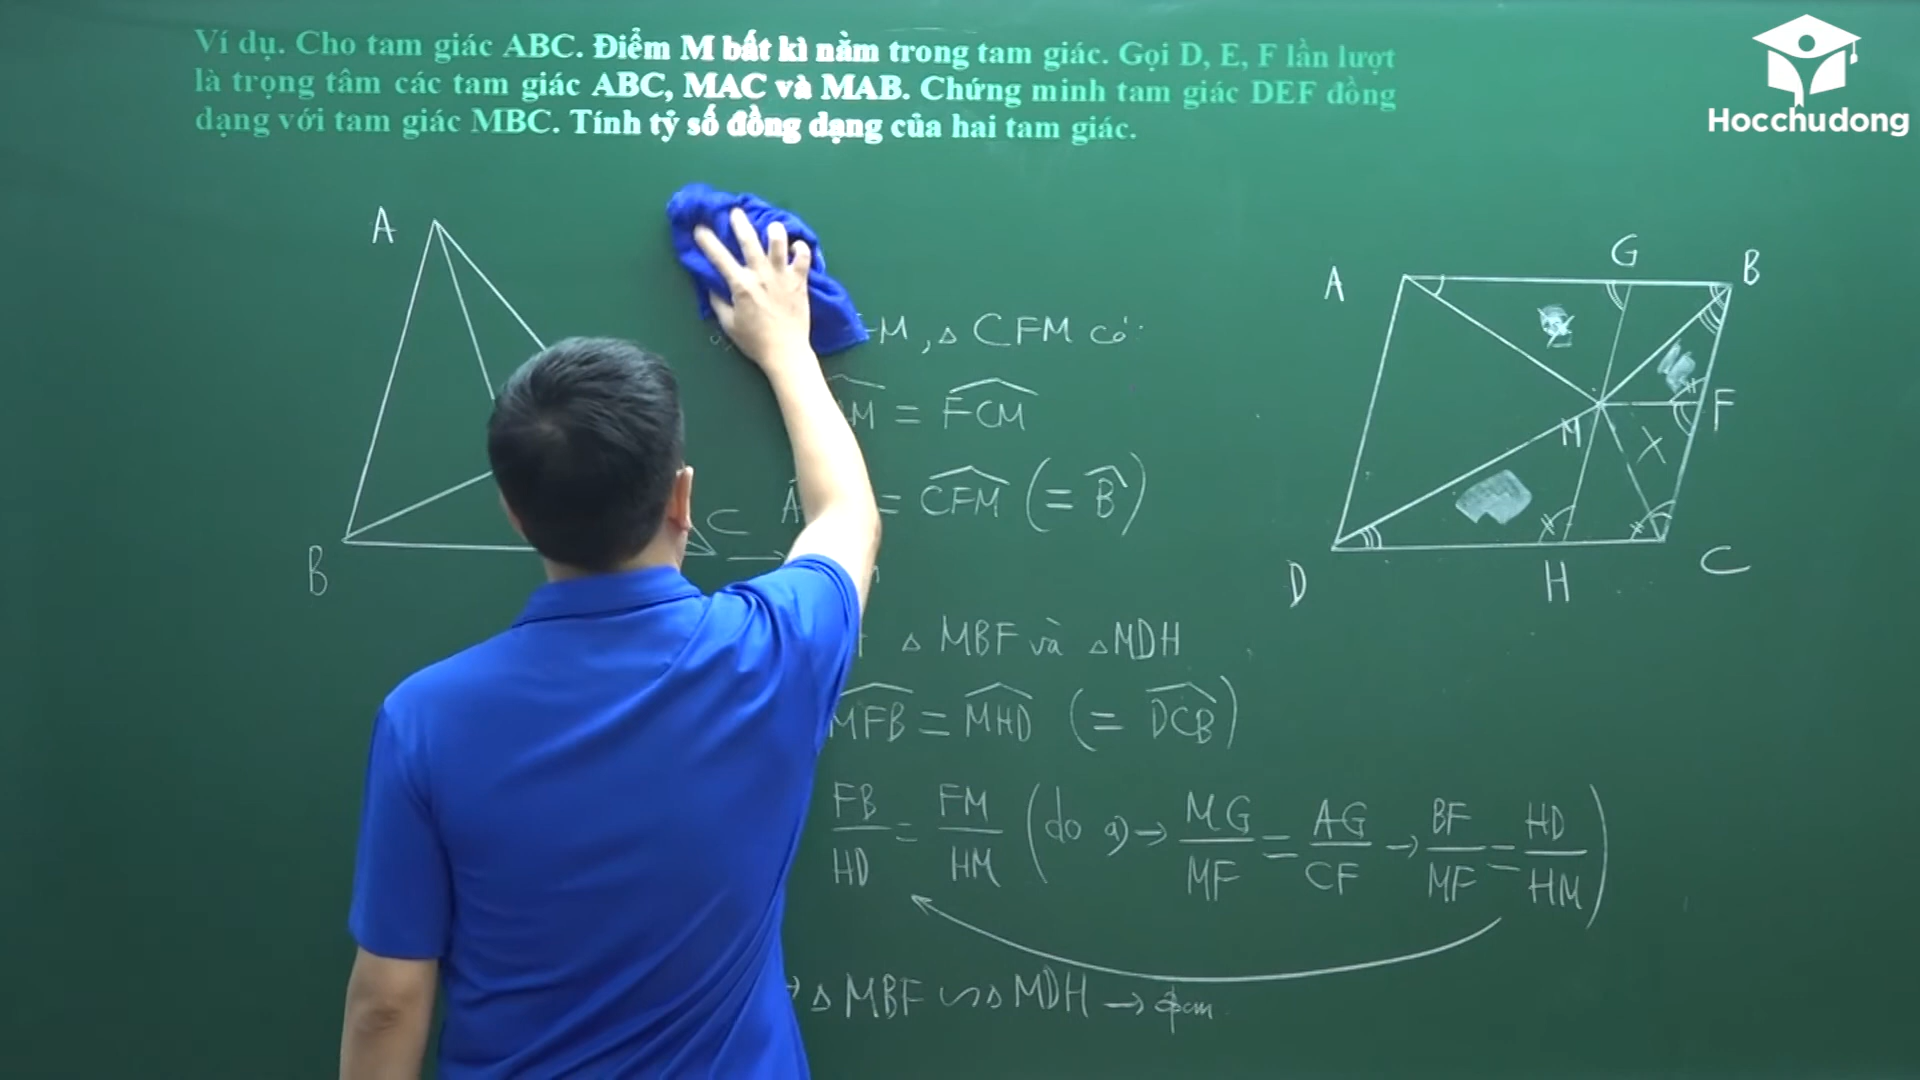 Ví dụ. Cho tam giác ABC. Điểm M bất kì nằm trong tam giác. Gọi D, E, F lần lượt
là trọng tâm các tam giác ABC, MAC và MAB. Chứng minh tam giác DEF đồng
dạng với tam giác MBC. Tính tỷ số đồng dạng của hai tam giác.
Hocchudong
A
B
C
A
G
B
M
F
D
H
C
M, △ CFM có:
M = FCM
A = CFM (= B)
△ MBF và △MDH
MFB = MHD (= DCB)
FB/HD = FM/HM (do a) → MG/MF = AG/CF → BF/MF = HD/HM)
→ △ MBF ∽ △ MDH → đpcm